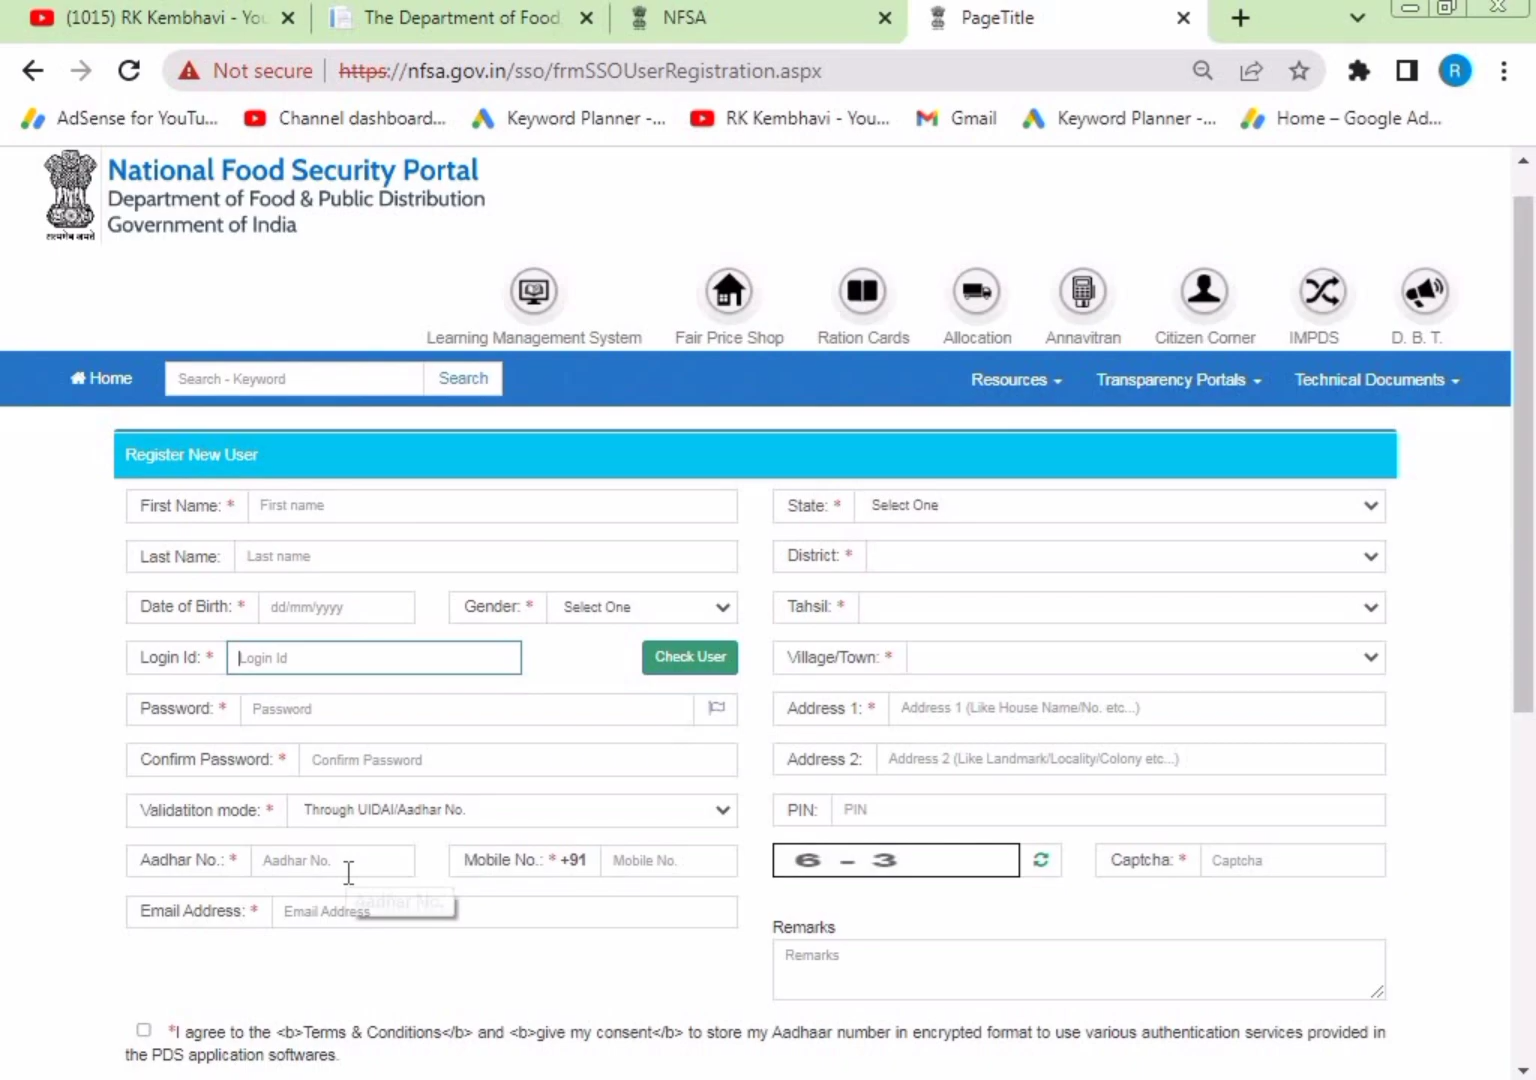 (1015) RK Kembhavi - You
The Department of Food
NFSA
PageTitle
Not secure
https://nfsa.gov.in/sso/frmSSOUserRegistration.aspx
R
AdSense for YouTu...
Channel dashboard...
Keyword Planner -...
RK Kembhavi - You...
Gmail
Keyword Planner -...
Home – Google Ad...
National Food Security Portal
Department of Food & Public Distribution
Government of India
सत्यमेव जयते
Learning Management System
Fair Price Shop
Ration Cards
Allocation
Annavitran
Citizen Corner
IMPDS
D. B. T.
Home
Search - Keyword
Search
Resources
Transparency Portals
Technical Documents
Register New User
First Name: * First name
State: * Select One
Last Name: Last name
District: *
Date of Birth: * dd/mm/yyyy
Gender: * Select One
Tahsil: *
Login Id: * Login Id
Check User
Village/Town: *
Password: * Password
Address 1: * Address 1 (Like House Name/No. etc...)
Confirm Password: * Confirm Password
Address 2: Address 2 (Like Landmark/Locality/Colony etc...)
Validatiton mode: * Through UIDAI/Aadhar No.
PIN: PIN
Aadhar No.: * Aadhar No.
Mobile No.: * +91 Mobile No.
6 - 3
Captcha: * Captcha
Aadhar No.
Email Address: * Email Address
Remarks
Remarks
*I agree to the <b>Terms & Conditions</b> and <b>give my consent</b> to store my Aadhaar number in encrypted format to use various authentication services provided in
the PDS application softwares.